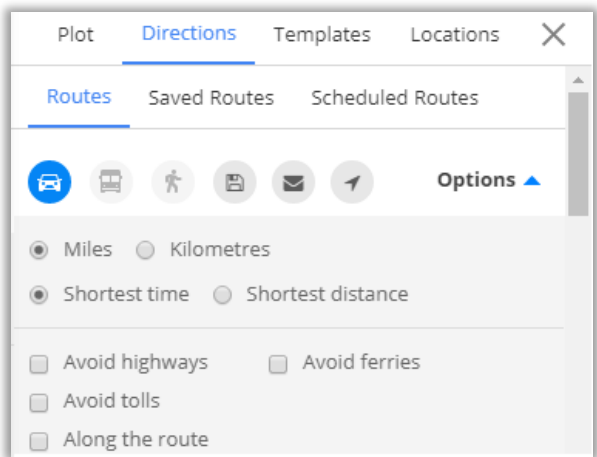 Plot Directions Templates Locations
Routes Saved Routes Scheduled Routes
Options
Miles Kilometres
Shortest time Shortest distance
Avoid highways Avoid ferries
Avoid tolls
Along the route